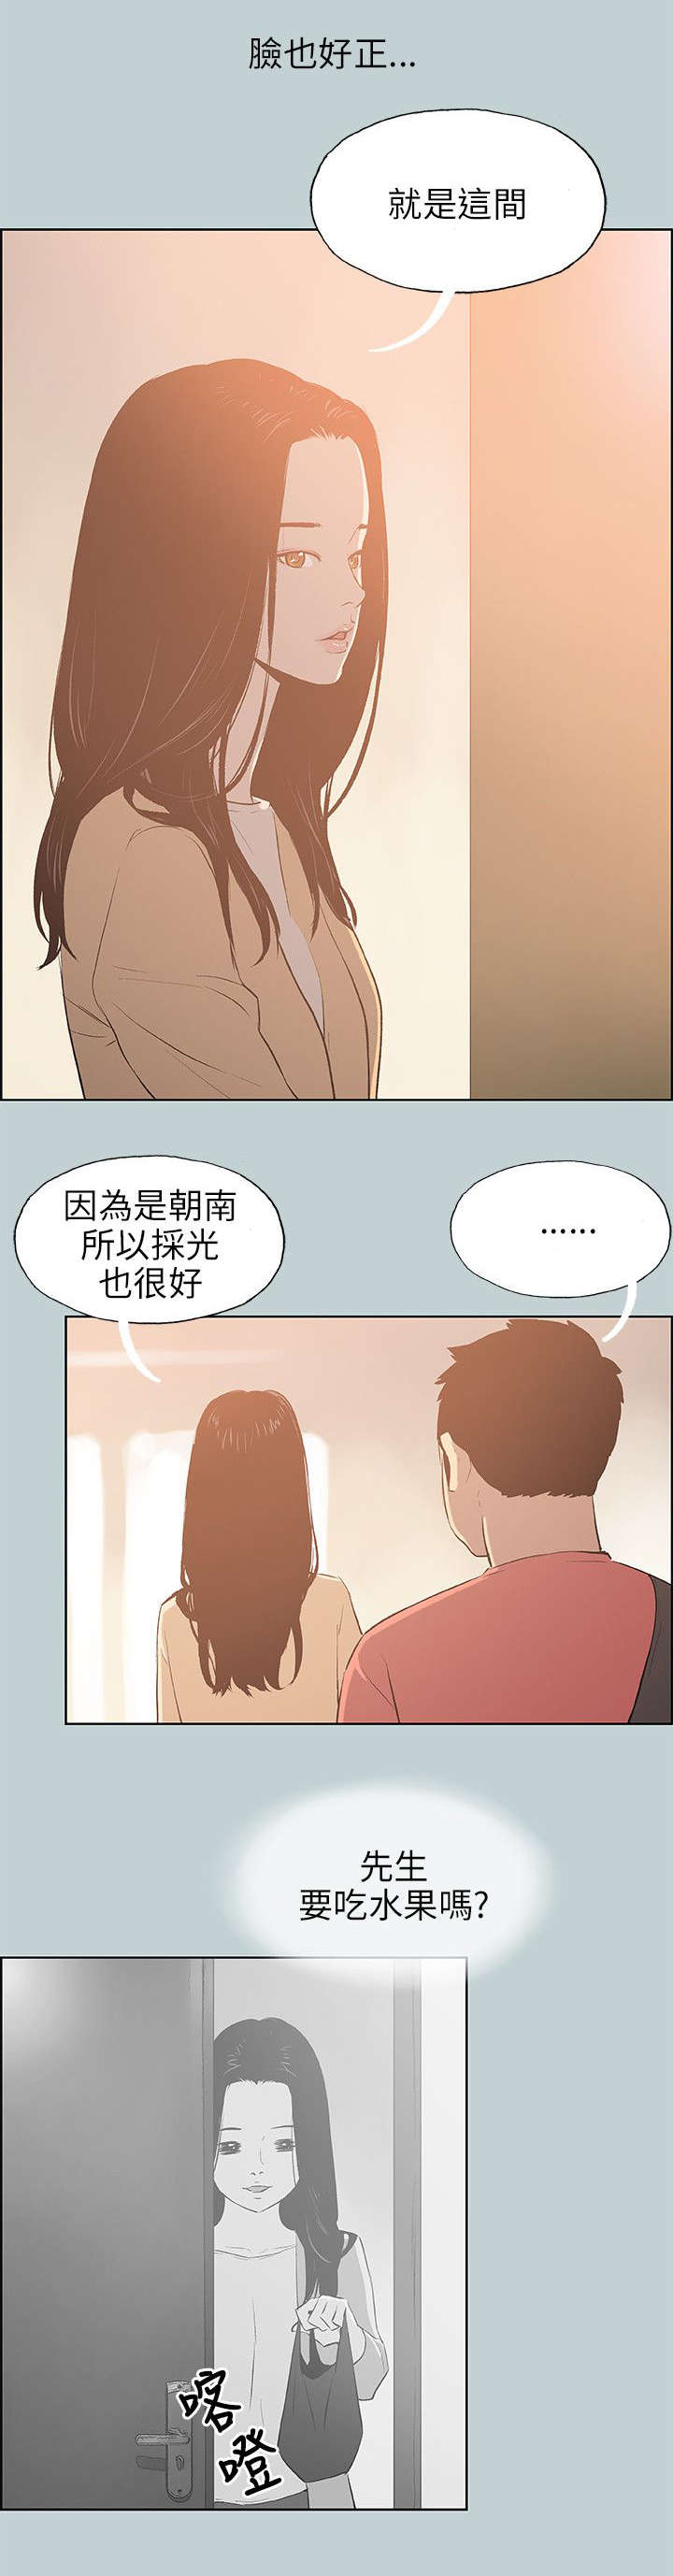 臉也好正...
就是這間
因為是朝南
所以採光
也很好
......
先生
要吃水果嗎?
喀
噔